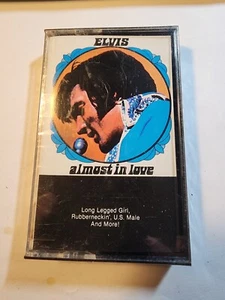 ELVIS
almost in love
Long Legged Girl,
Rubberneckin', U.S. Male
And More!